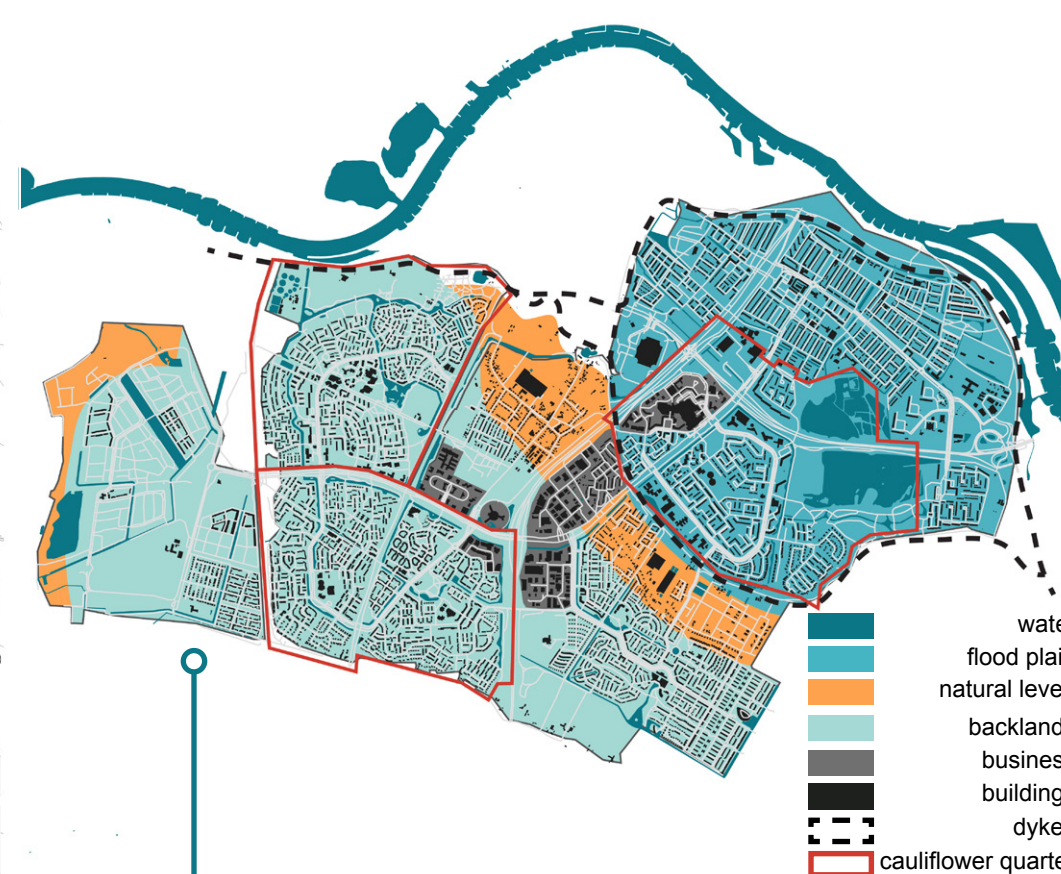 wate
flood plai
natural leve
backland
busines
building
dyke
cauliflower quarte